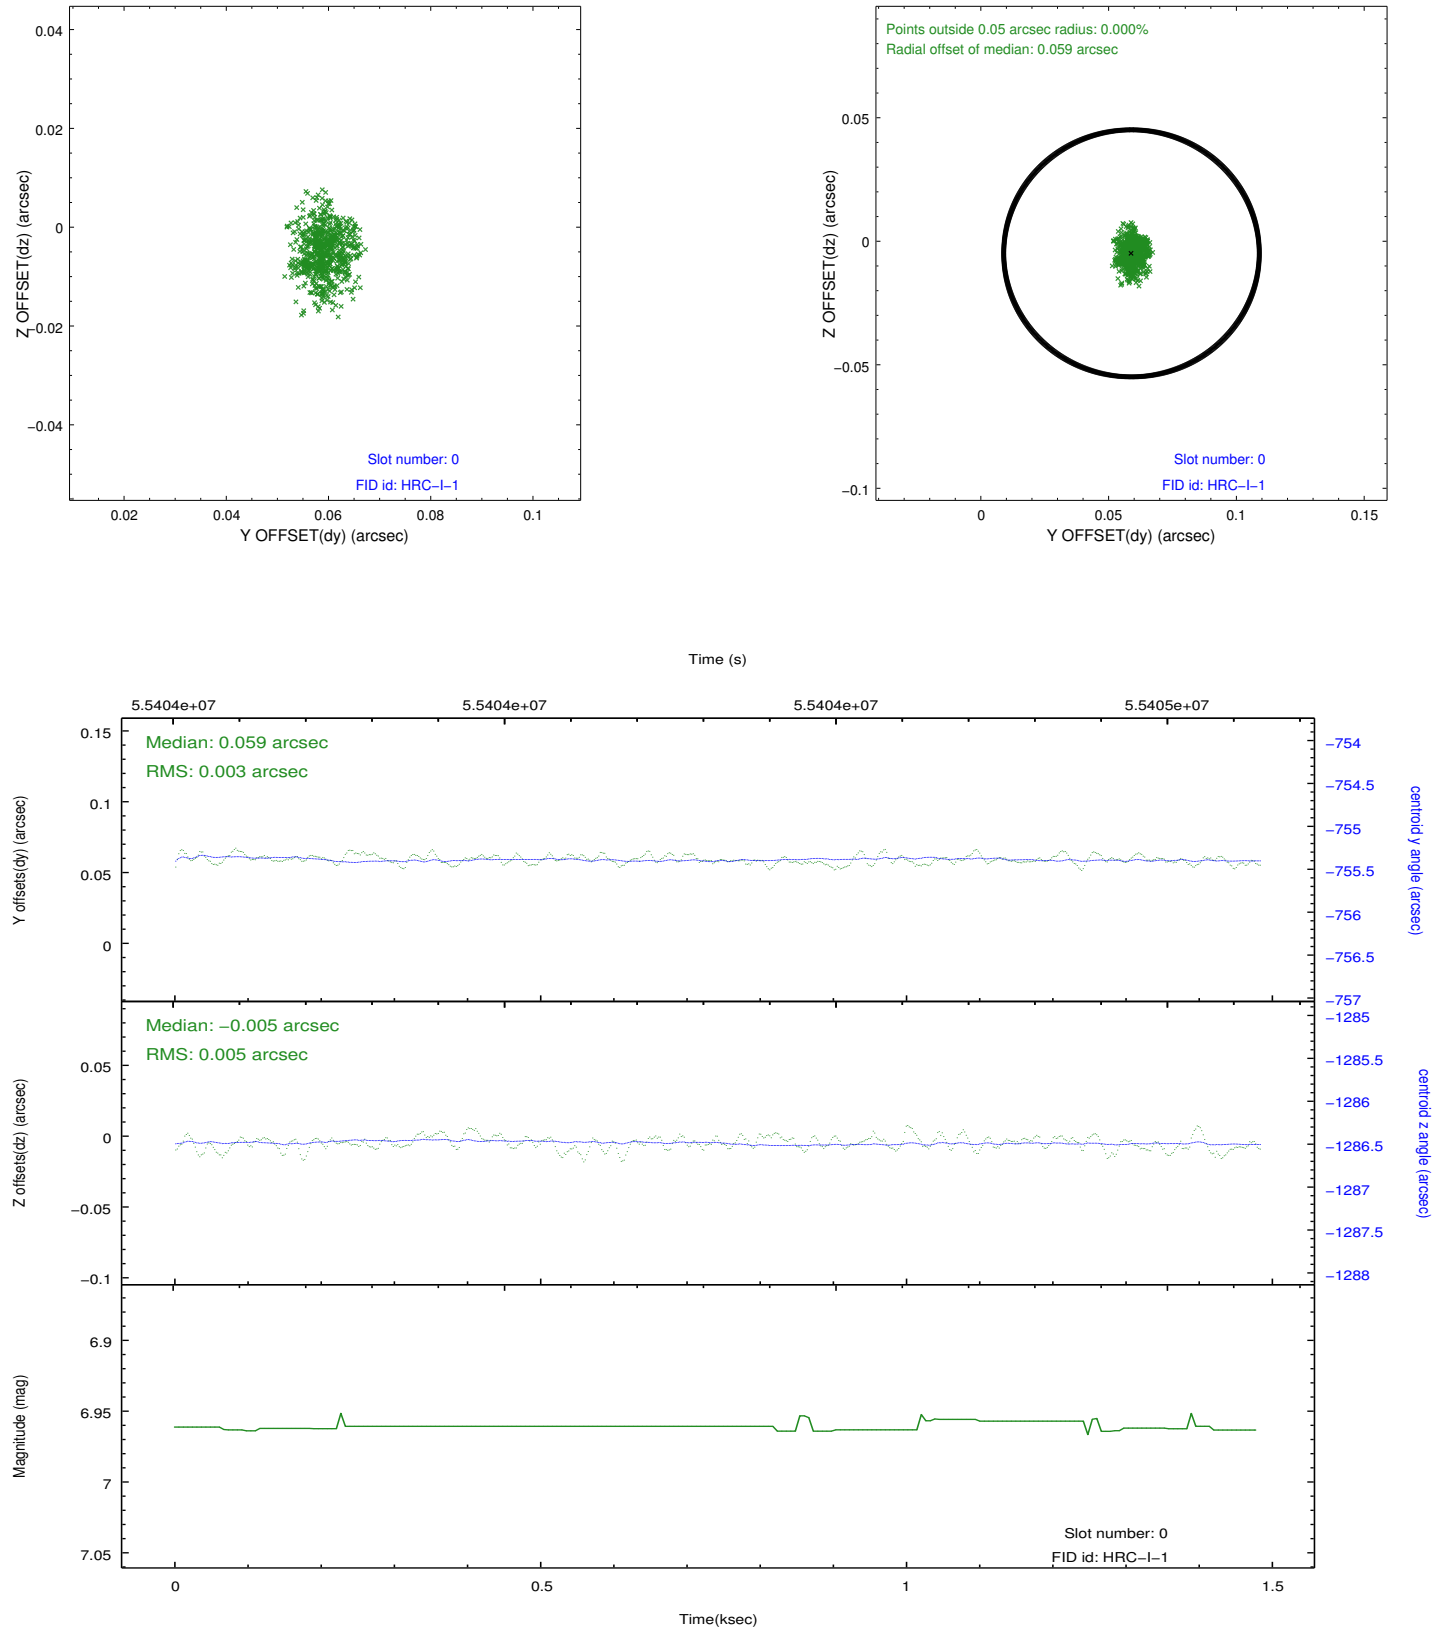 0.04
0.02
0
−0.02
−0.04
Z OFFSET(dz) (arcsec)
Slot number: 0
FID id: HRC−I−1
0.02
0.04
0.06
0.08
0.1
Y OFFSET(dy) (arcsec)
Points outside 0.05 arcsec radius: 0.000%
Radial offset of median: 0.059 arcsec
0.05
0
−0.05
−0.1
Z OFFSET(dz) (arcsec)
Slot number: 0
FID id: HRC−I−1
0
0.05
0.1
0.15
Y OFFSET(dy) (arcsec)
Time (s)
5.5404e+07
5.5404e+07
5.5404e+07
5.5405e+07
Median: 0.059 arcsec
RMS: 0.003 arcsec
0.15
0.1
0.05
0
Y offsets(dy) (arcsec)
−754
−754.5
−755
−755.5
−756
−756.5
−757
centroid y angle (arcsec)
Median: −0.005 arcsec
RMS: 0.005 arcsec
0.05
0
−0.05
−0.1
Z offsets(dz) (arcsec)
−1285
−1285.5
−1286
−1286.5
−1287
−1287.5
−1288
centroid z angle (arcsec)
6.9
6.95
7
7.05
Magnitude (mag)
Slot number: 0
FID id: HRC−I−1
0
0.5
1
1.5
Time(ksec)